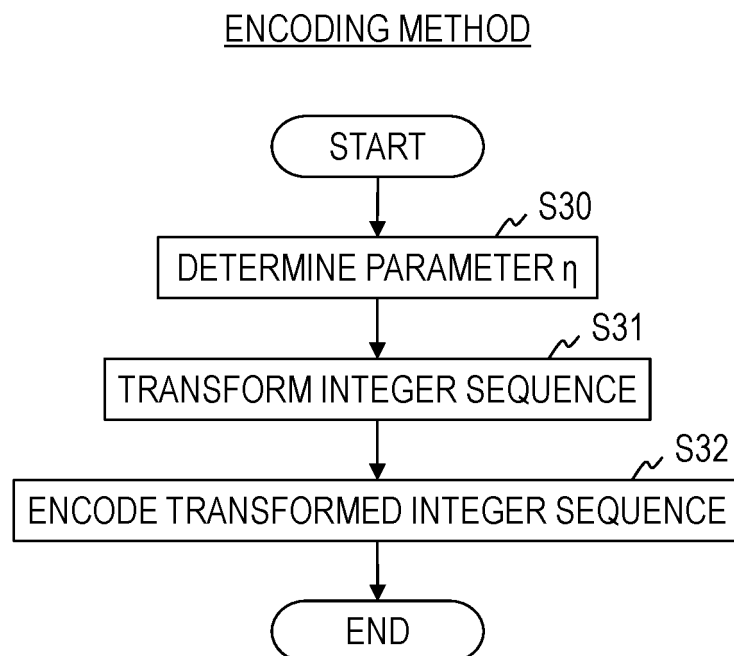 ENCODING METHOD
START
S30
DETERMINE PARAMETER η
S31
TRANSFORM INTEGER SEQUENCE
S32
ENCODE TRANSFORMED INTEGER SEQUENCE
END